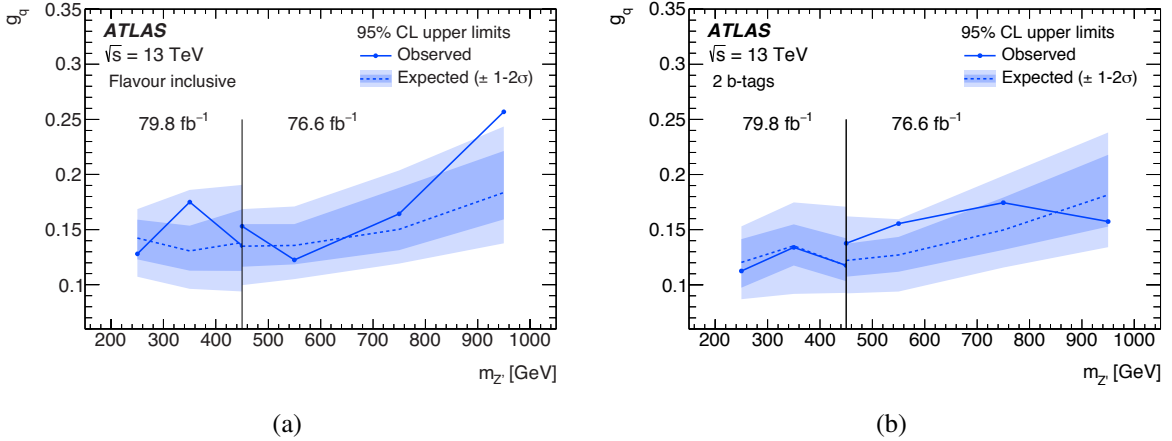 g_q
0.35
0.3
0.25
0.2
0.15
0.1
ATLAS
√s = 13 TeV
Flavour inclusive
95% CL upper limits
Observed
Expected (± 1-2σ)
79.8 fb⁻¹
76.6 fb⁻¹
200 300 400 500 600 700 800 900 1000
m_Z' [GeV]
(a)
g_q
0.35
0.3
0.25
0.2
0.15
0.1
ATLAS
√s = 13 TeV
2 b-tags
95% CL upper limits
Observed
Expected (± 1-2σ)
79.8 fb⁻¹
76.6 fb⁻¹
200 300 400 500 600 700 800 900 1000
m_Z' [GeV]
(b)